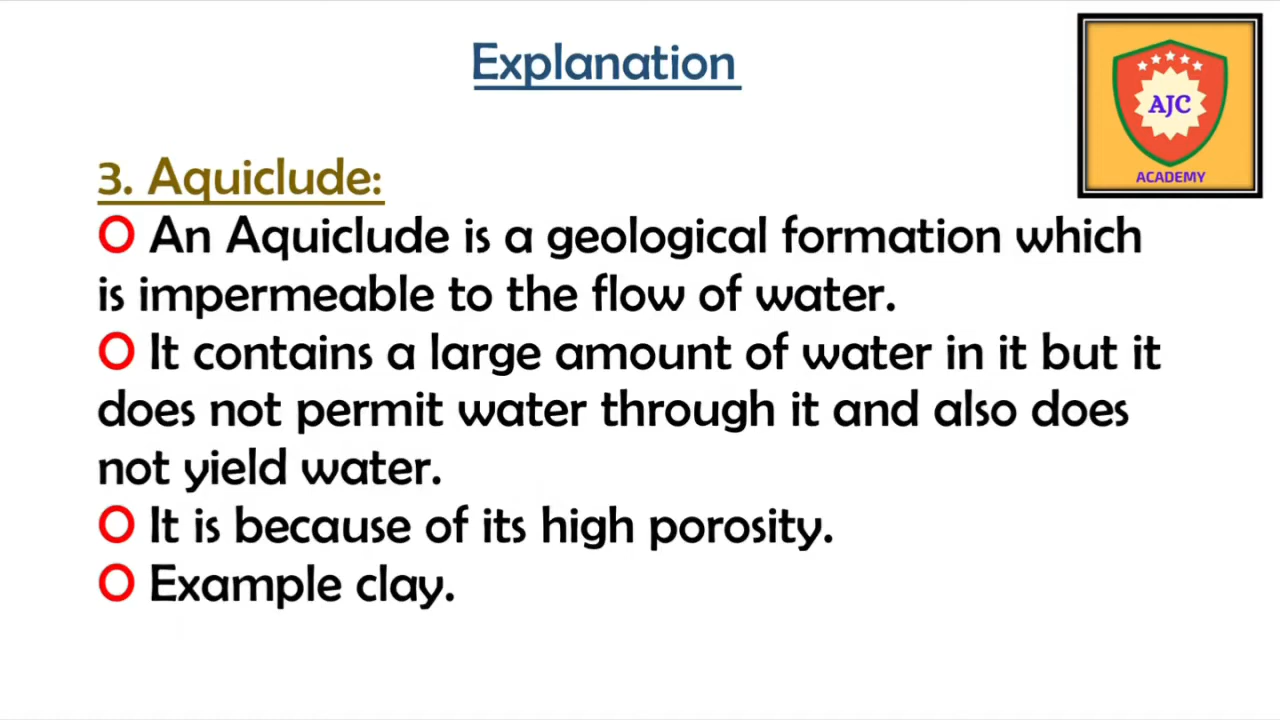 Explanation
AJC
ACADEMY
3. Aquiclude:
O An Aquiclude is a geological formation which
is impermeable to the flow of water.
O It contains a large amount of water in it but it
does not permit water through it and also does
not yield water.
O It is because of its high porosity.
O Example clay.